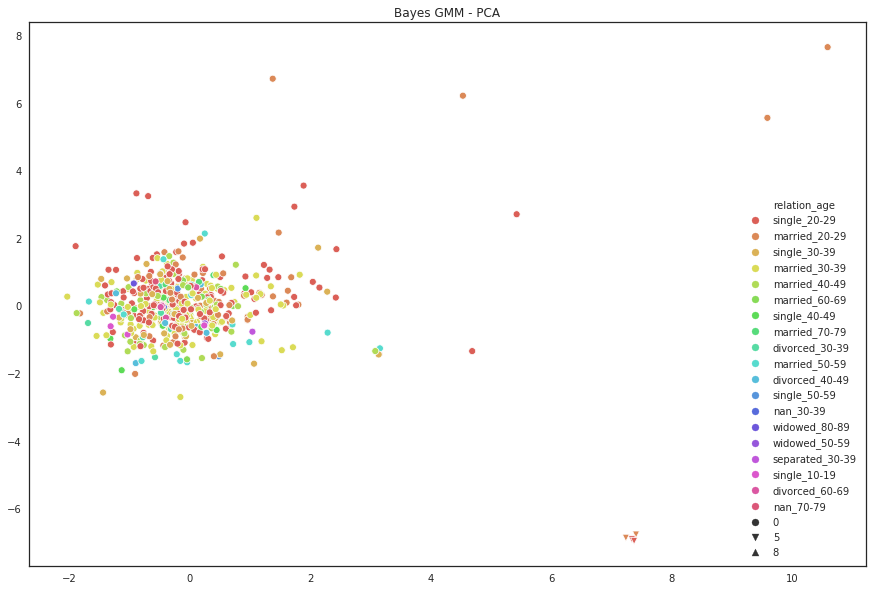 Bayes GMM - PCA
8
6
4
2
0
−2
−4
−6
−2
0
2
4
6
8
10
relation_age
single_20-29
married_20-29
single_30-39
married_30-39
married_40-49
married_60-69
single_40-49
married_70-79
divorced_30-39
married_50-59
divorced_40-49
single_50-59
nan_30-39
widowed_80-89
widowed_50-59
separated_30-39
single_10-19
divorced_60-69
nan_70-79
0
5
8